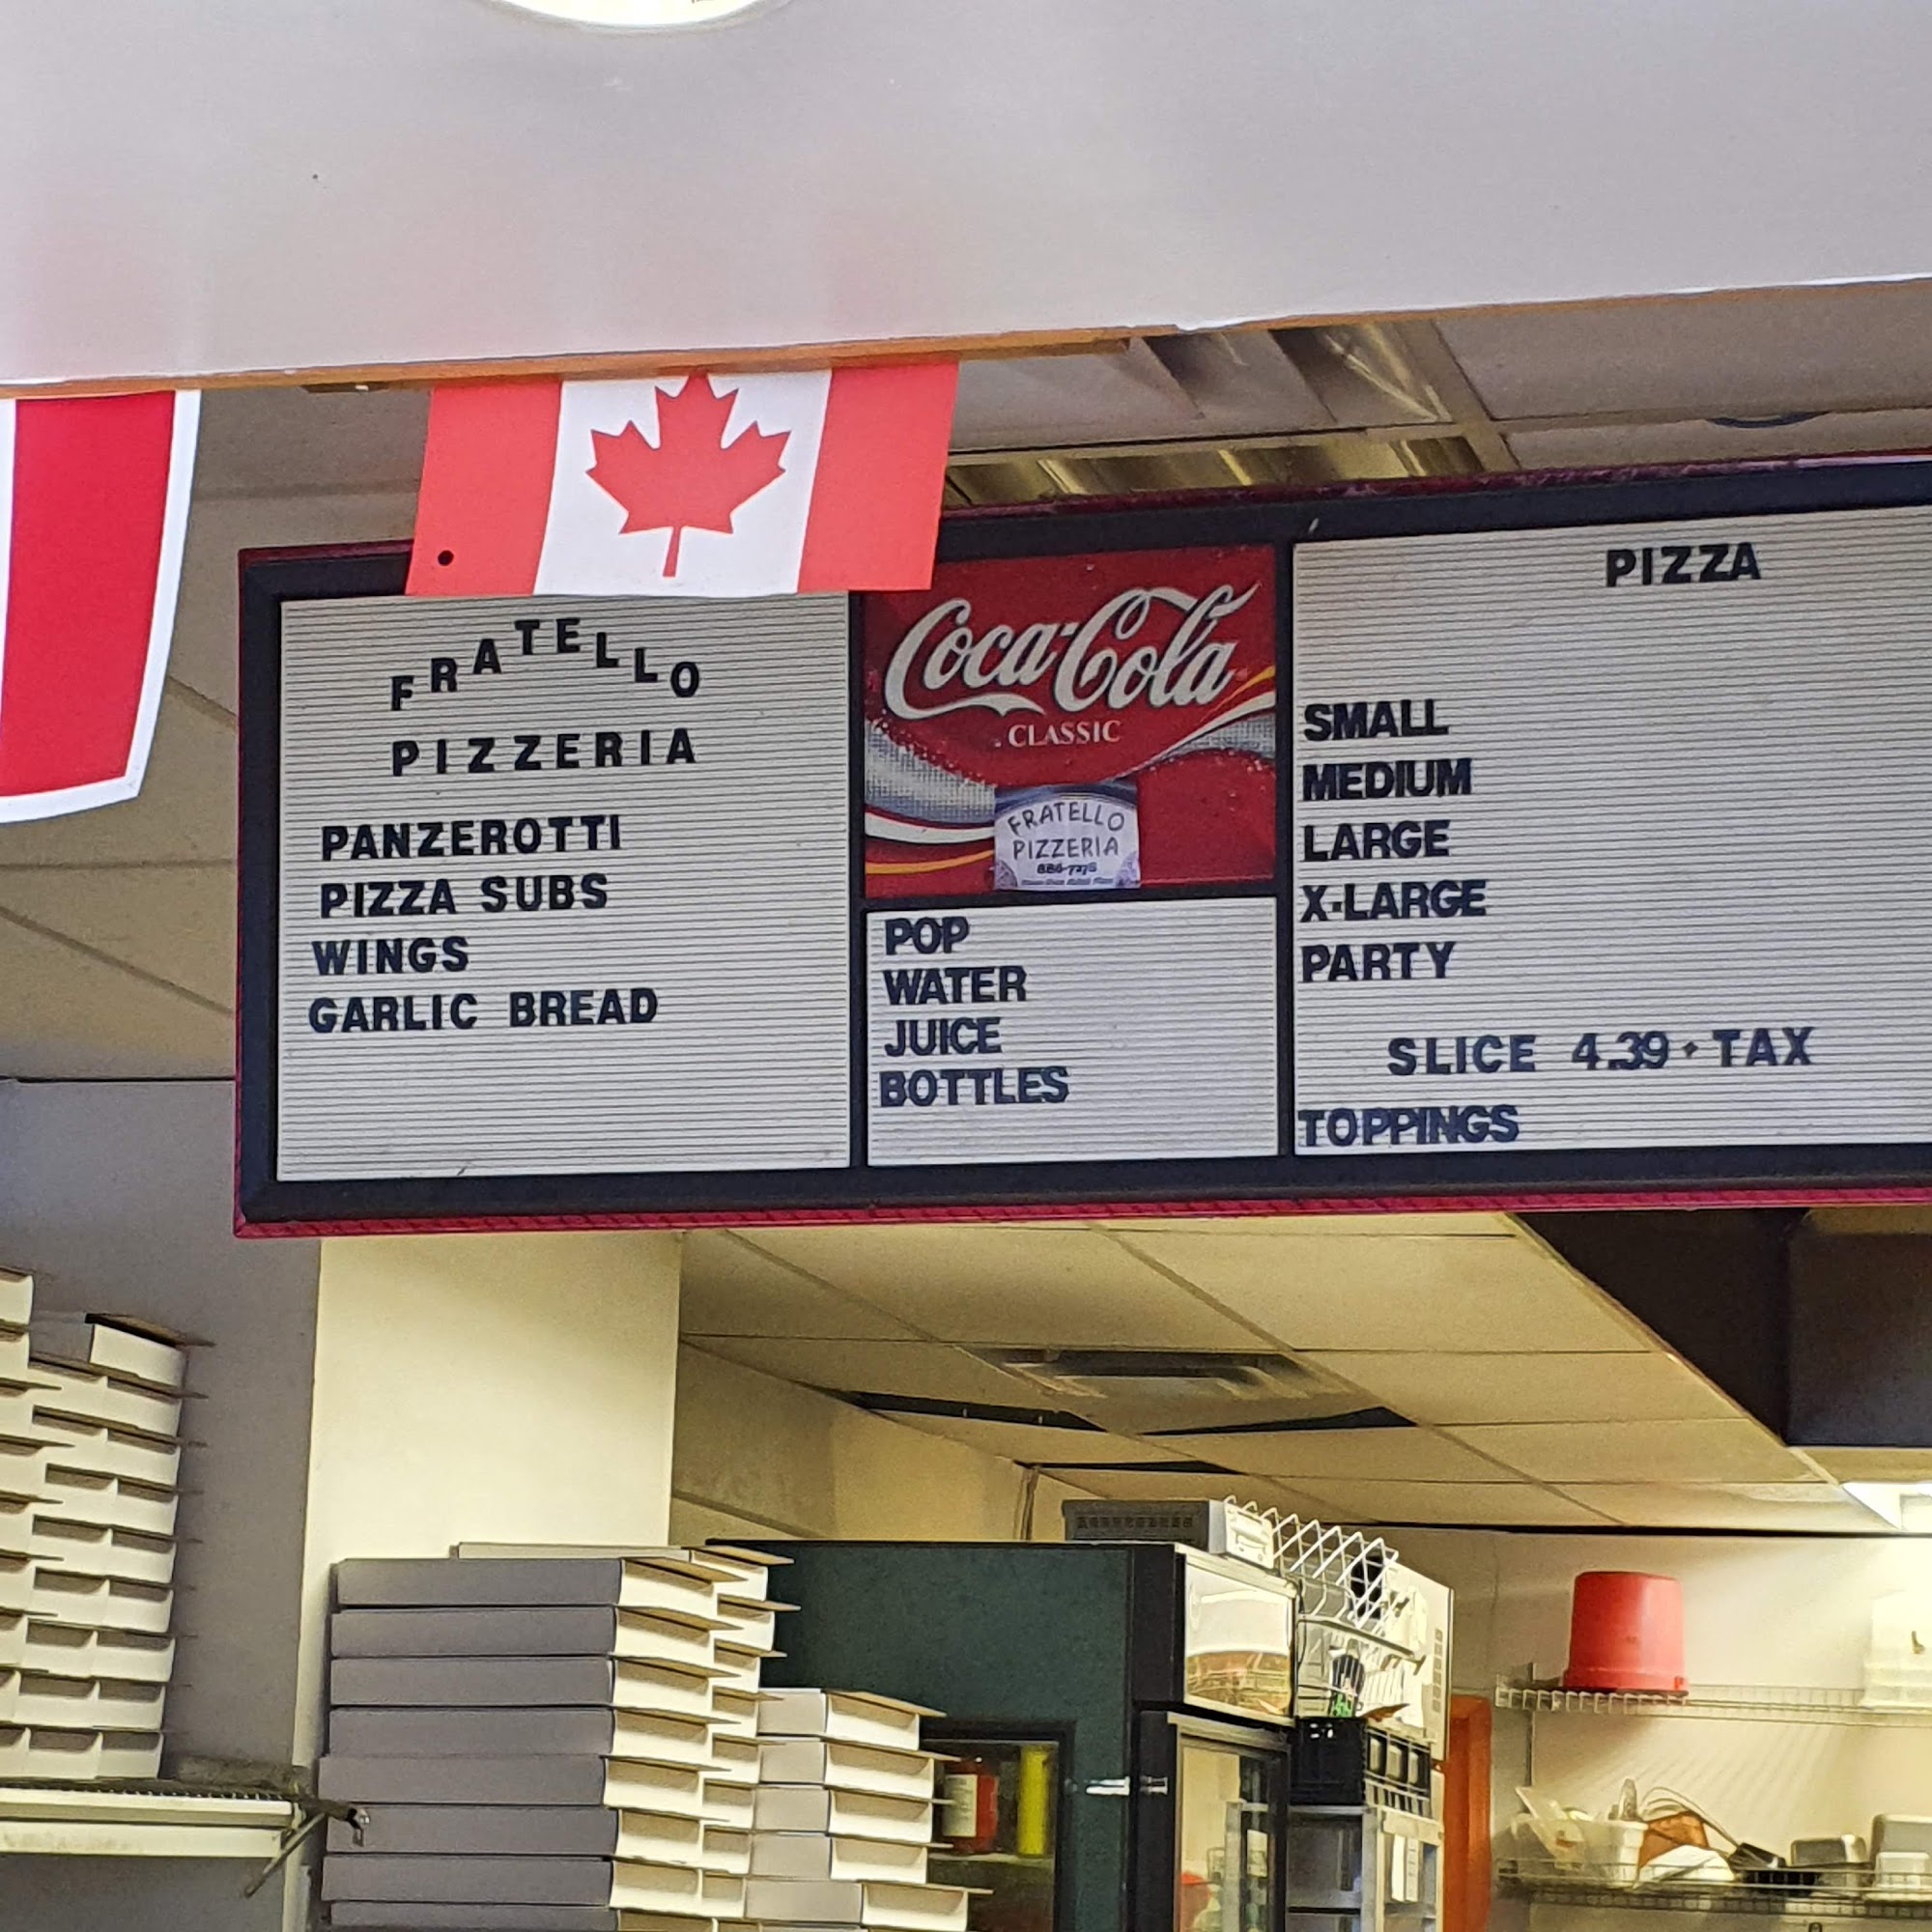 FRATELLO
PIZZERIA
PANZEROTTI
PIZZA SUBS
WINGS
GARLIC BREAD
Coca-Cola
CLASSIC
FRATELLO
PIZZERIA
POP
WATER
JUICE
BOTTLES
PIZZA
SMALL
MEDIUM
LARGE
X-LARGE
PARTY
SLICE 4.39 + TAX
TOPPINGS